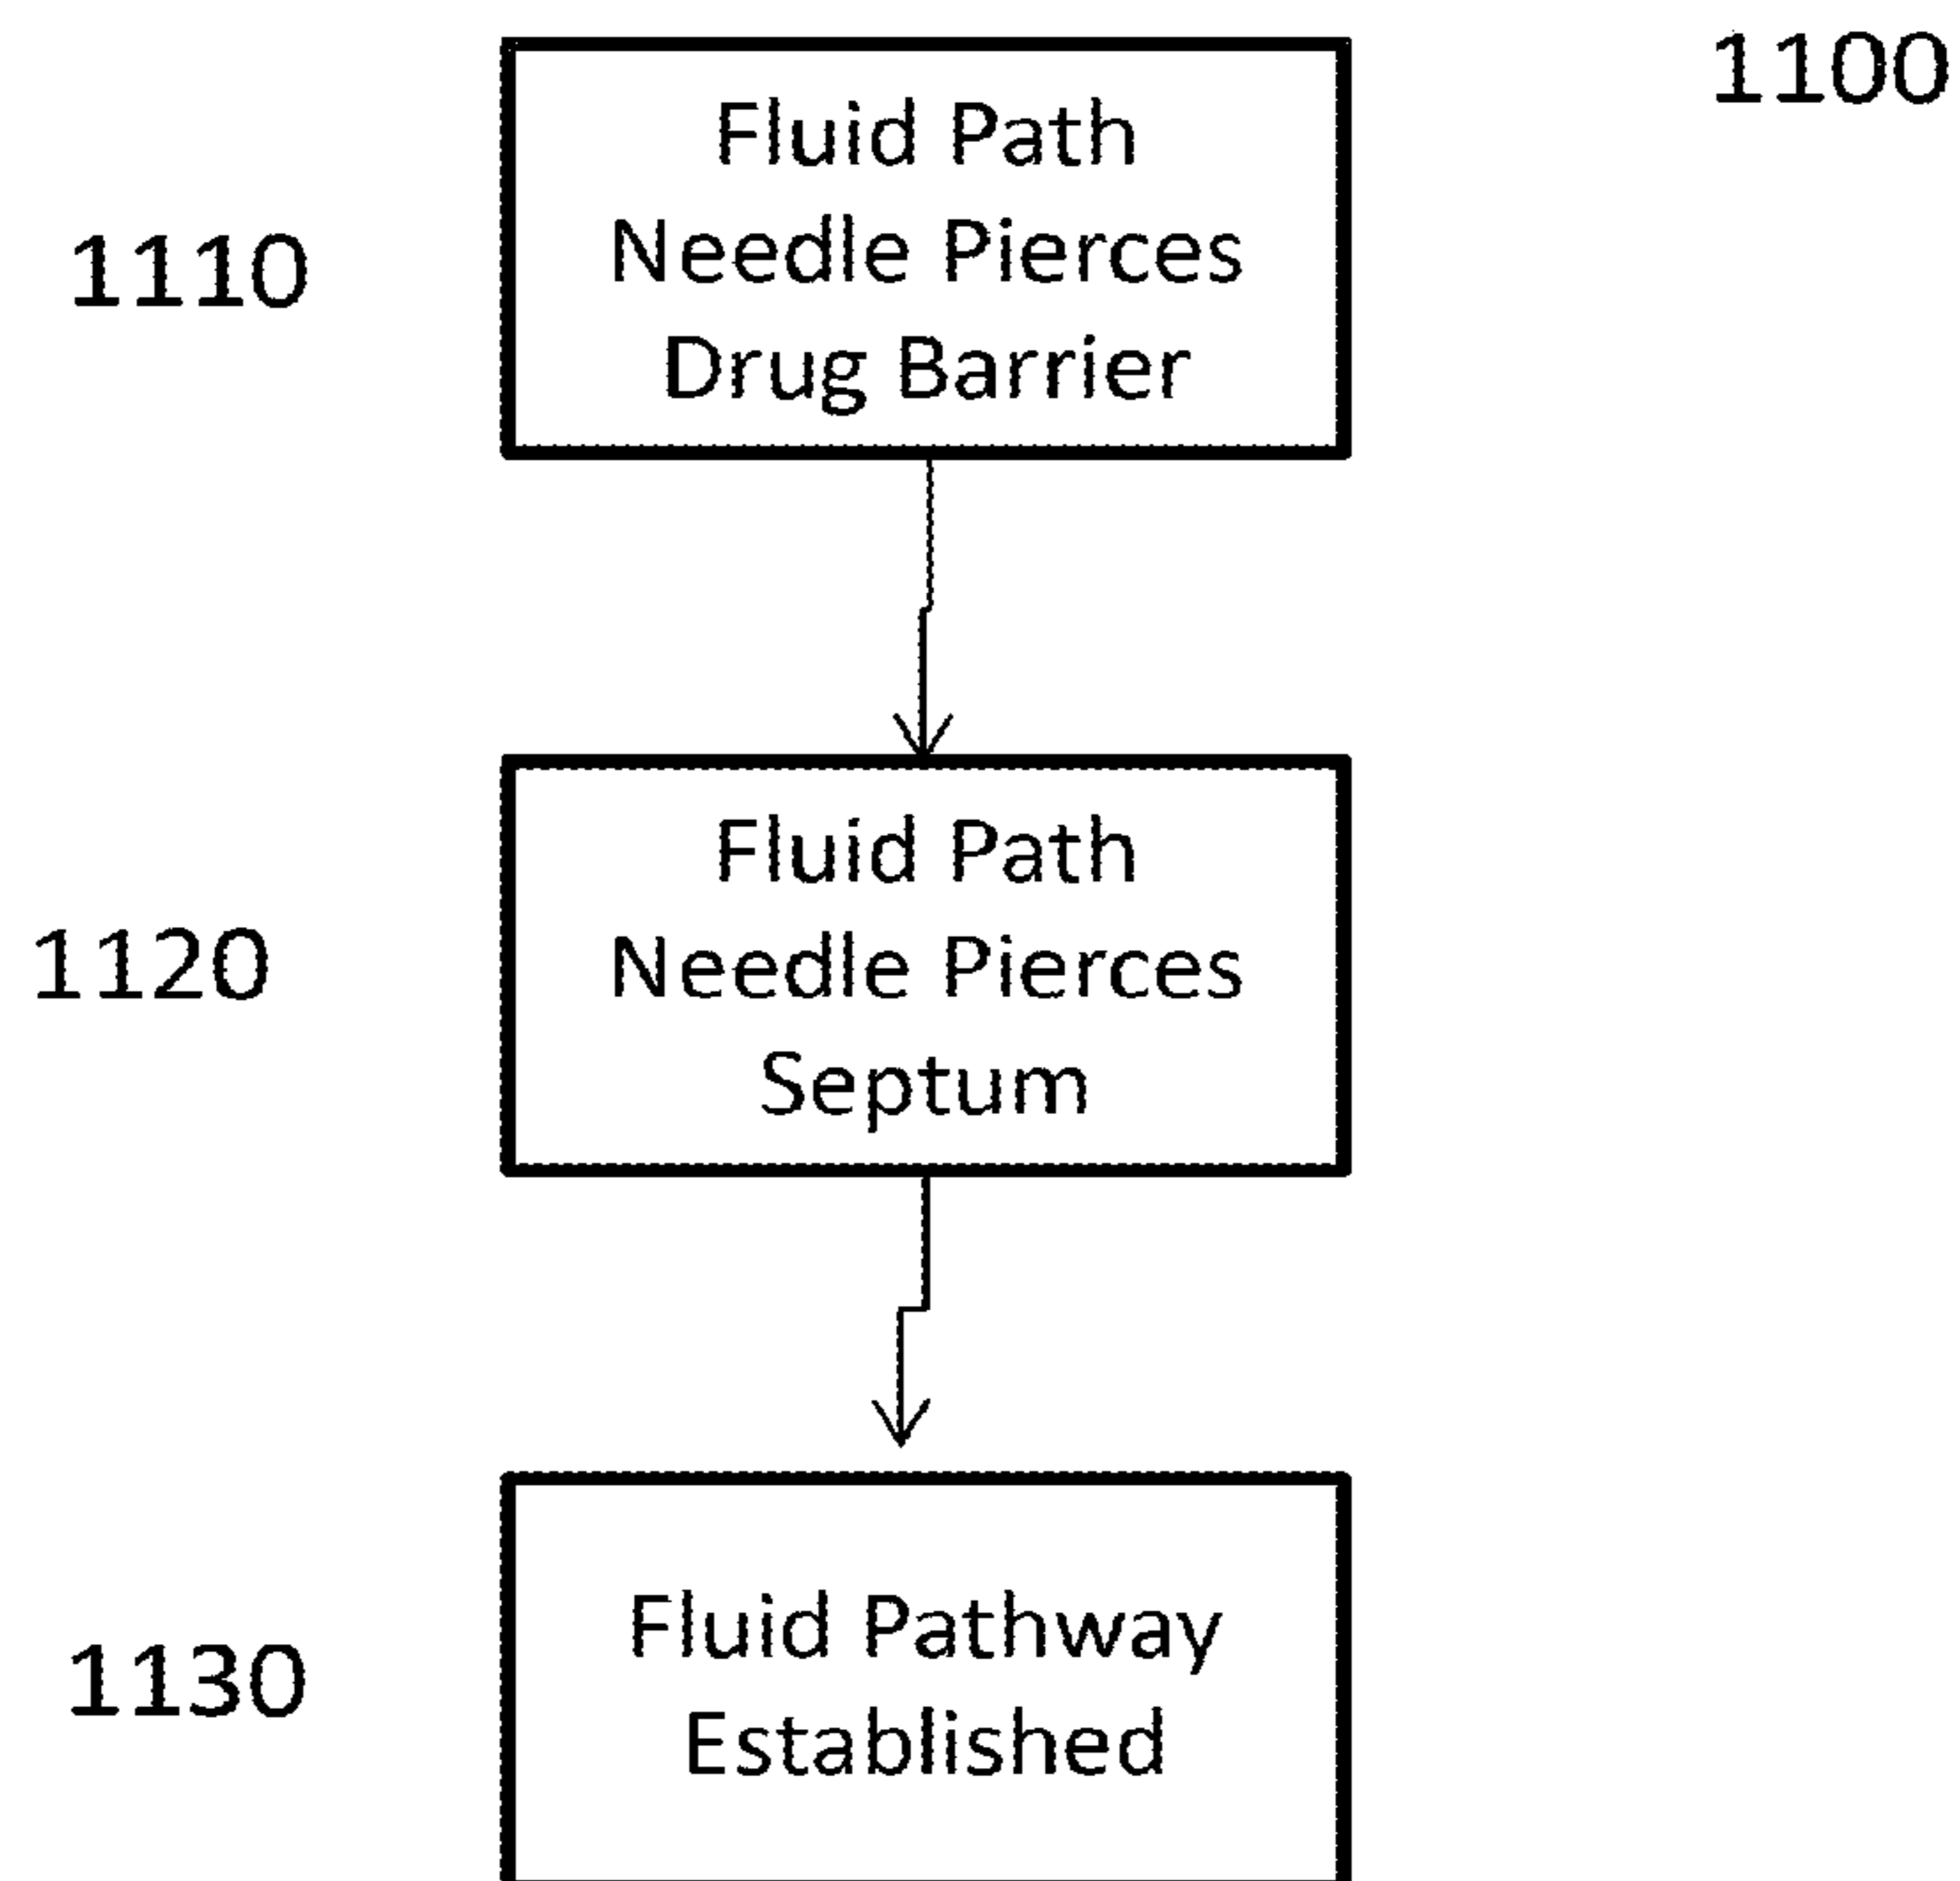 1100
Fluid Path
Needle Pierces
Drug Barrier
1110
Fluid Path
Needle Pierces
Septum
1120
Fluid Pathway
Established
1130